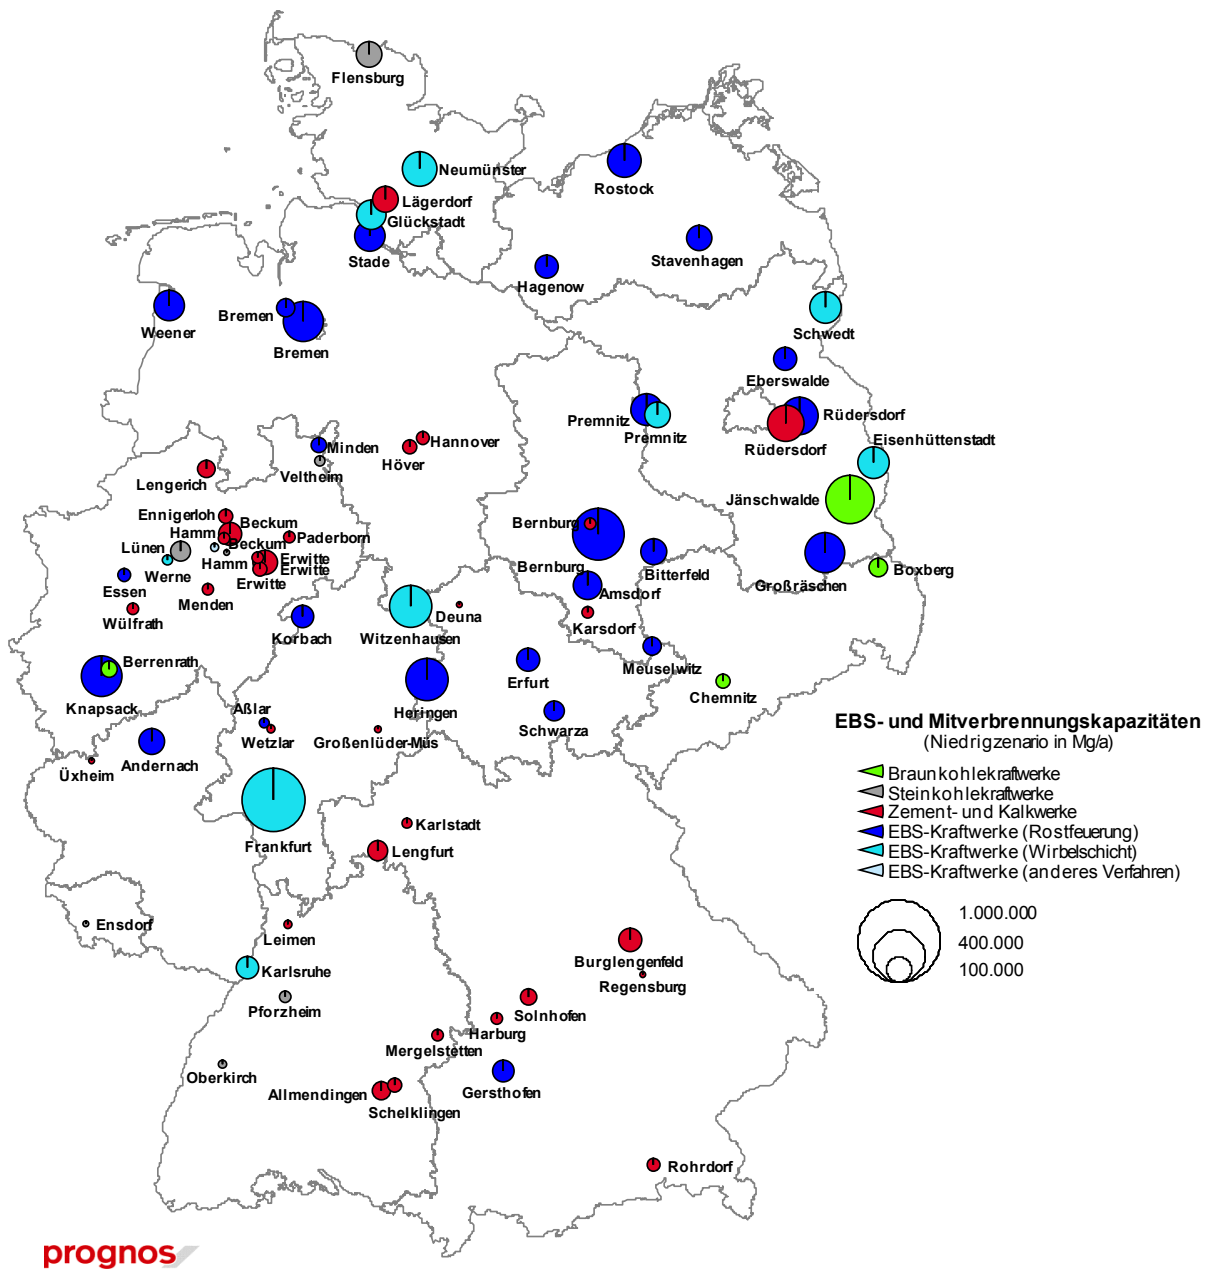 Flensburg
Neumünster
Lägerdorf
Glückstadt
Stade
Rostock
Stavenhagen
Hagenow
Weener
Bremen
Bremen
Schwedt
Eberswalde
Premnitz
Premnitz
Rüdersdorf
Rüdersdorf
Eisenhüttenstadt
Jänschwalde
Minden
Veltheim
Hannover
Höver
Lengerich
Ennigerloh
Beckum
Hamm
Beckum
Paderborn
Lünen
Werne
Hamm
Erwitte
Erwitte
Erwitte
Essen
Menden
Wülfrath
Bernburg
Bernburg
Bitterfeld
Großräschen
Boxberg
Amsdorf
Karsdorf
Korbach
Witzenhausen
Deuna
Meuselwitz
Chemnitz
Erfurt
Schwarza
Berrenrath
Knapsack
Heringen
Aßlar
Wetzlar
Großenlüder-Müs
Andernach
Üxheim
Frankfurt
Karlstadt
Lengfurt
Ensdorf
Leimen
Karlsruhe
Pforzheim
Oberkirch
Burglengenfeld
Regensburg
Solnhofen
Harburg
Mergelstetten
Gersthofen
Allmendingen
Schelklingen
Rohrdorf
EBS- und Mitverbrennungskapazitäten
(Niedrigzenario in Mg/a)
Braunkohlekraftwerke
Steinkohlekraftwerke
Zement- und Kalkwerke
EBS-Kraftwerke (Rostfeuerung)
EBS-Kraftwerke (Wirbelschicht)
EBS-Kraftwerke (anderes Verfahren)
1.000.000
400.000
100.000
prognos